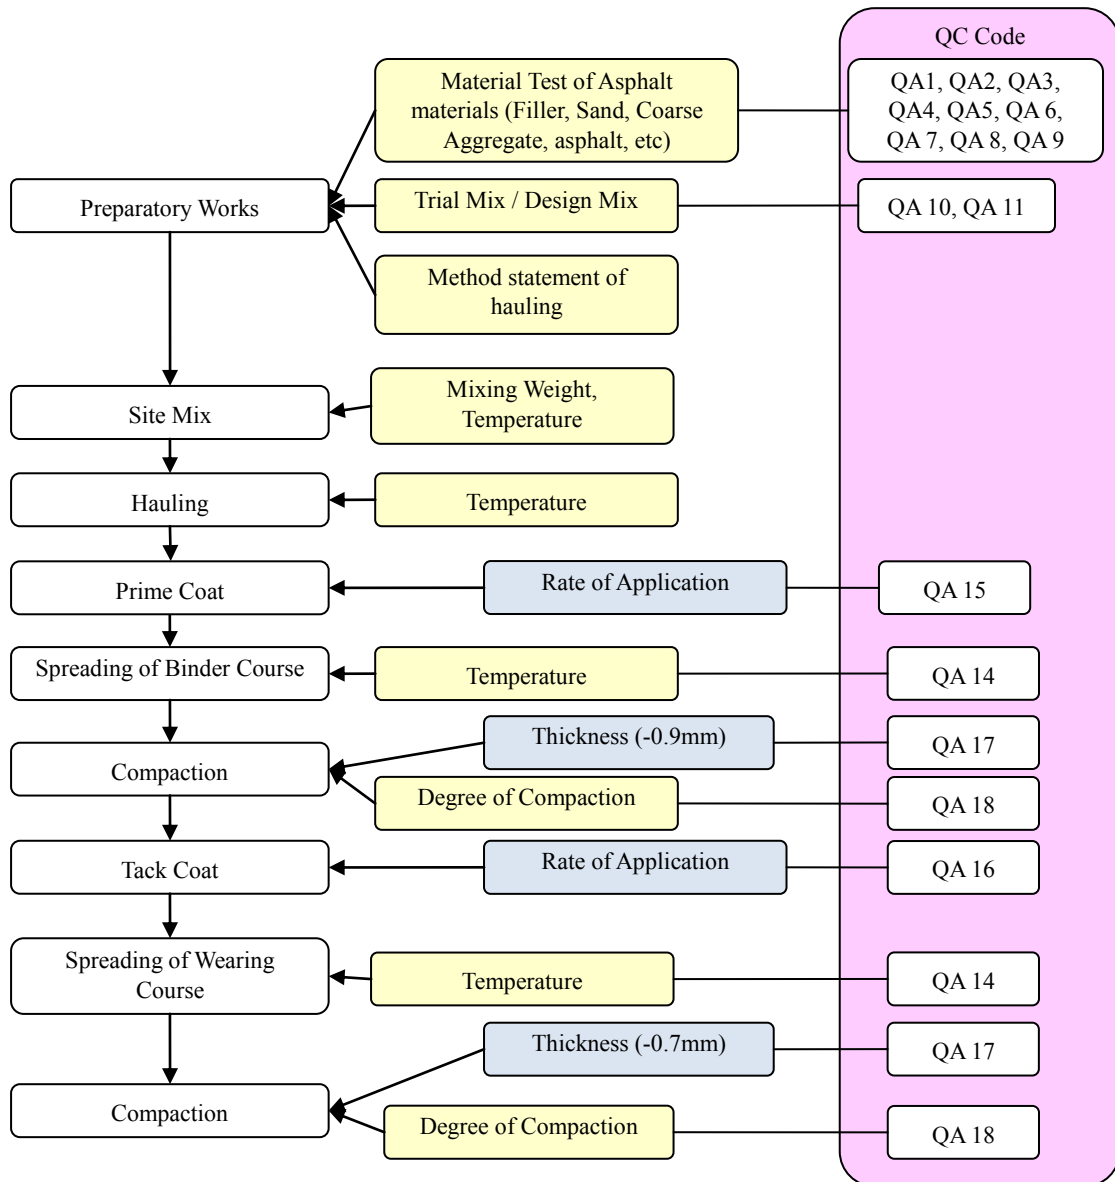 QC Code
Material Test of Asphalt
materials (Filler, Sand, Coarse
Aggregate, asphalt, etc)
QA1, QA2, QA3,
QA4, QA5, QA 6,
QA 7, QA 8, QA 9
Preparatory Works
Trial Mix / Design Mix
QA 10, QA 11
Method statement of
hauling
Site Mix
Mixing Weight,
Temperature
Hauling
Temperature
Prime Coat
Rate of Application
QA 15
Spreading of Binder Course
Temperature
QA 14
Thickness (-0.9mm)
QA 17
Compaction
Degree of Compaction
QA 18
Tack Coat
Rate of Application
QA 16
Spreading of Wearing
Course
Temperature
QA 14
Thickness (-0.7mm)
QA 17
Compaction
Degree of Compaction
QA 18